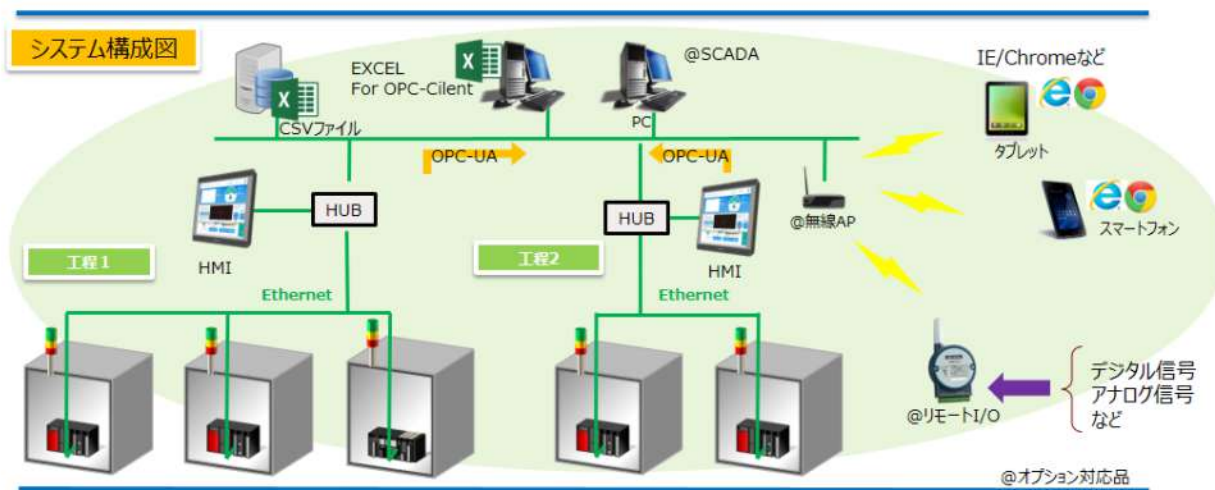 システム構成図
EXCEL
For OPC-Cilent
@SCADA
IE/Chromeなど
CSVファイル
PC
タブレット
OPC-UA
OPC-UA
HUB
HUB
@無線AP
スマートフォン
工程1
HMI
工程2
HMI
Ethernet
Ethernet
デジタル信号
アナログ信号
など
@リモートI/O
@オプション対応品